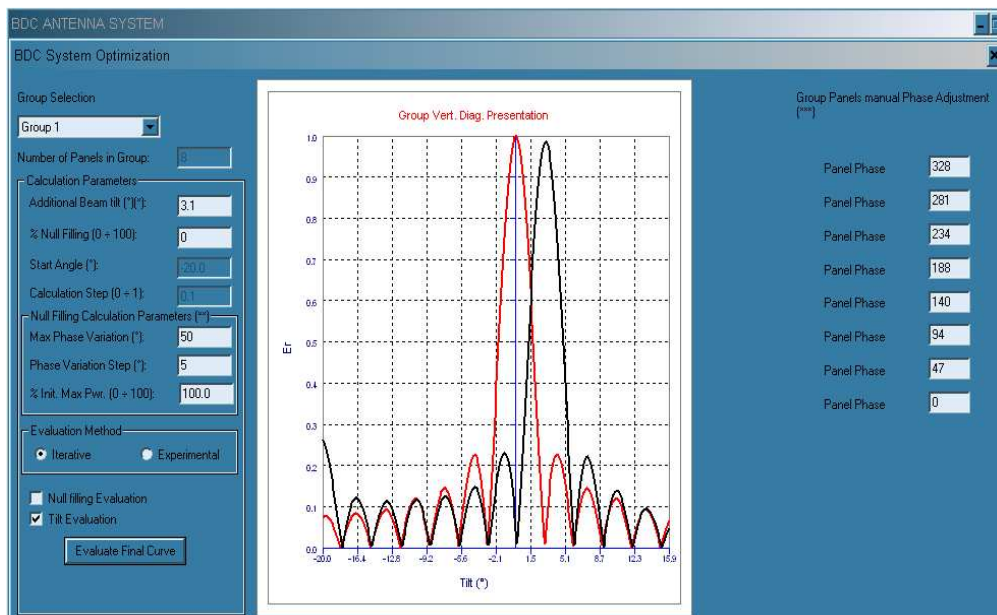 BDC ANTENNA SYSTEM
BDC System Optimization
Group Selection
Group 1
Number of Panels in Group: 8
Calculation Parameters
Additional Beam tilt (°)(*): 3.1
% Null Filling (0 ÷ 100): 0
Start Angle (°): -20.0
Calculation Step (0 ÷ 1): 0.1
Null Filling Calculation Parameters (**)
Max Phase Variation (°): 50
Phase Variation Step (°): 5
% Init. Max Pwr. (0 ÷ 100): 100.0
Evaluation Method
Iterative Experimental
Null filling Evaluation
Tilt Evaluation
Evaluate Final Curve
Group Vert. Diag. Presentation
1.0
0.9
0.8
0.7
0.6
0.5
0.4
0.3
0.2
0.1
0.0
Er
-20.0 -16.4 -12.8 -9.2 -5.6 -2.1 1.5 5.1 8.7 12.3 15.9
Tilt (°)
Group Panels manual Phase Adjustment
(***)
Panel Phase 328
Panel Phase 281
Panel Phase 234
Panel Phase 188
Panel Phase 140
Panel Phase 94
Panel Phase 47
Panel Phase 0